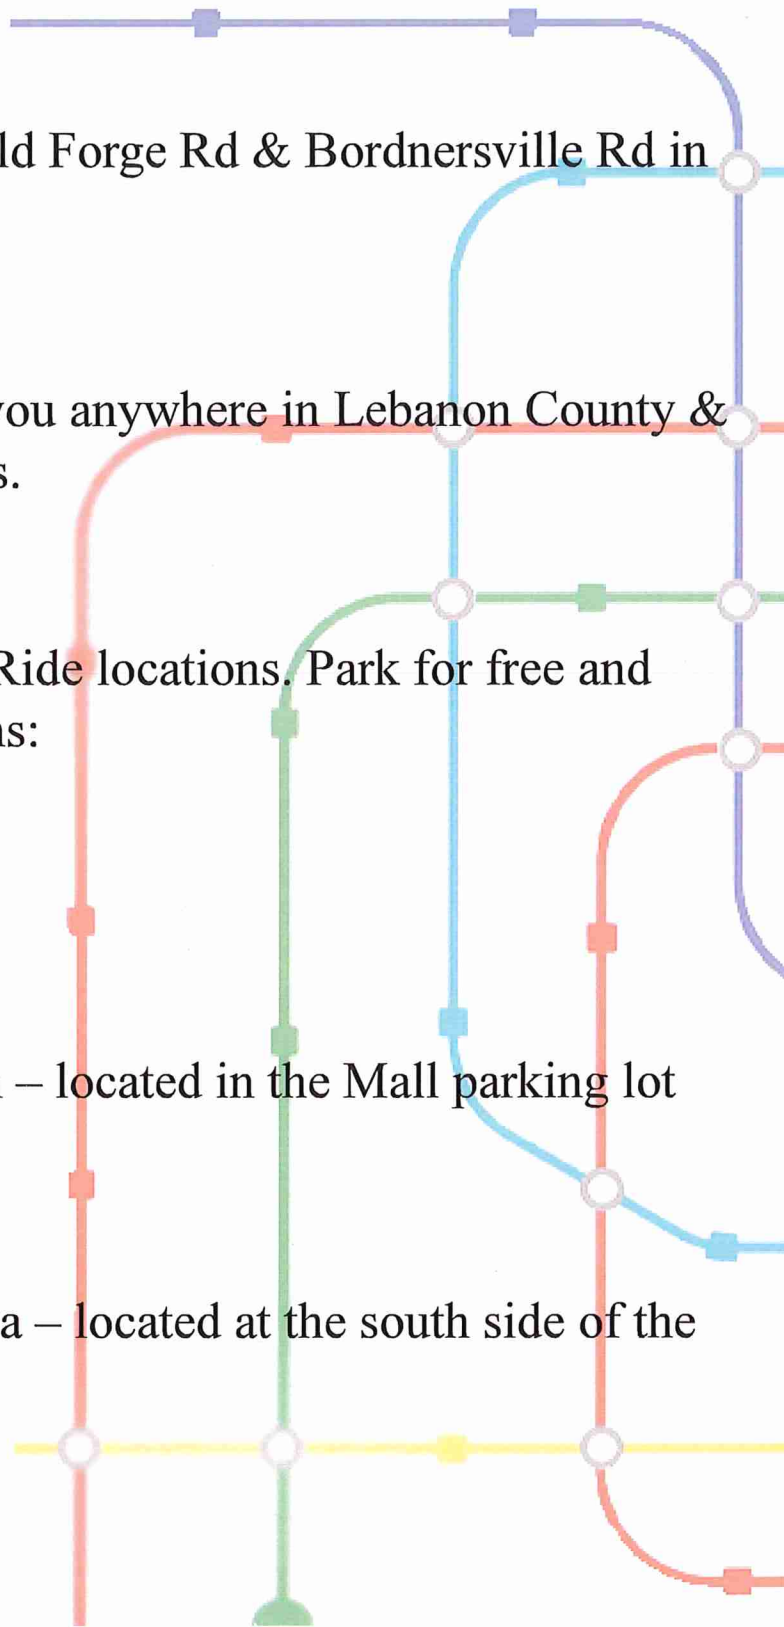 ld Forge Rd & Bordnersville Rd in
you anywhere in Lebanon County &
s.
Ride locations. Park for free and
ns:
– located in the Mall parking lot
a – located at the south side of the